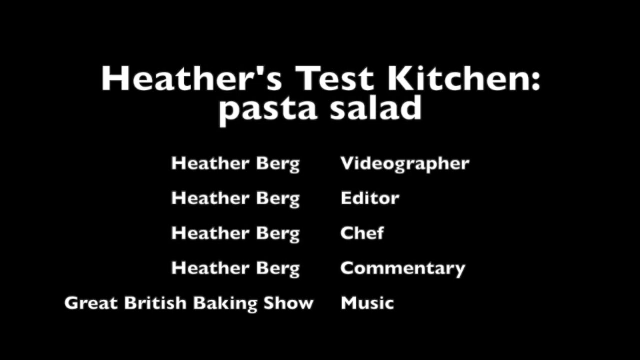 Heather's Test Kitchen:
pasta salad
Heather Berg Videographer
Heather Berg Editor
Heather Berg Chef
Heather Berg Commentary
Great British Baking Show Music